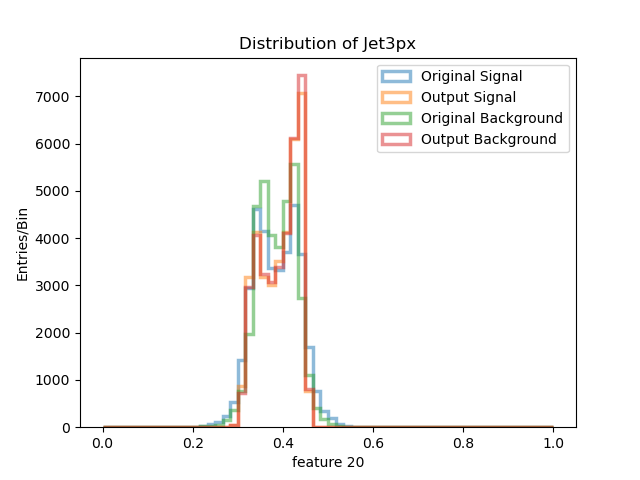 Distribution of Jet3px
Original Signal
Output Signal
Original Background
Output Background
Entries/Bin
7000
6000
5000
4000
3000
2000
1000
0
0.0 0.2 0.4 0.6 0.8 1.0
feature 20